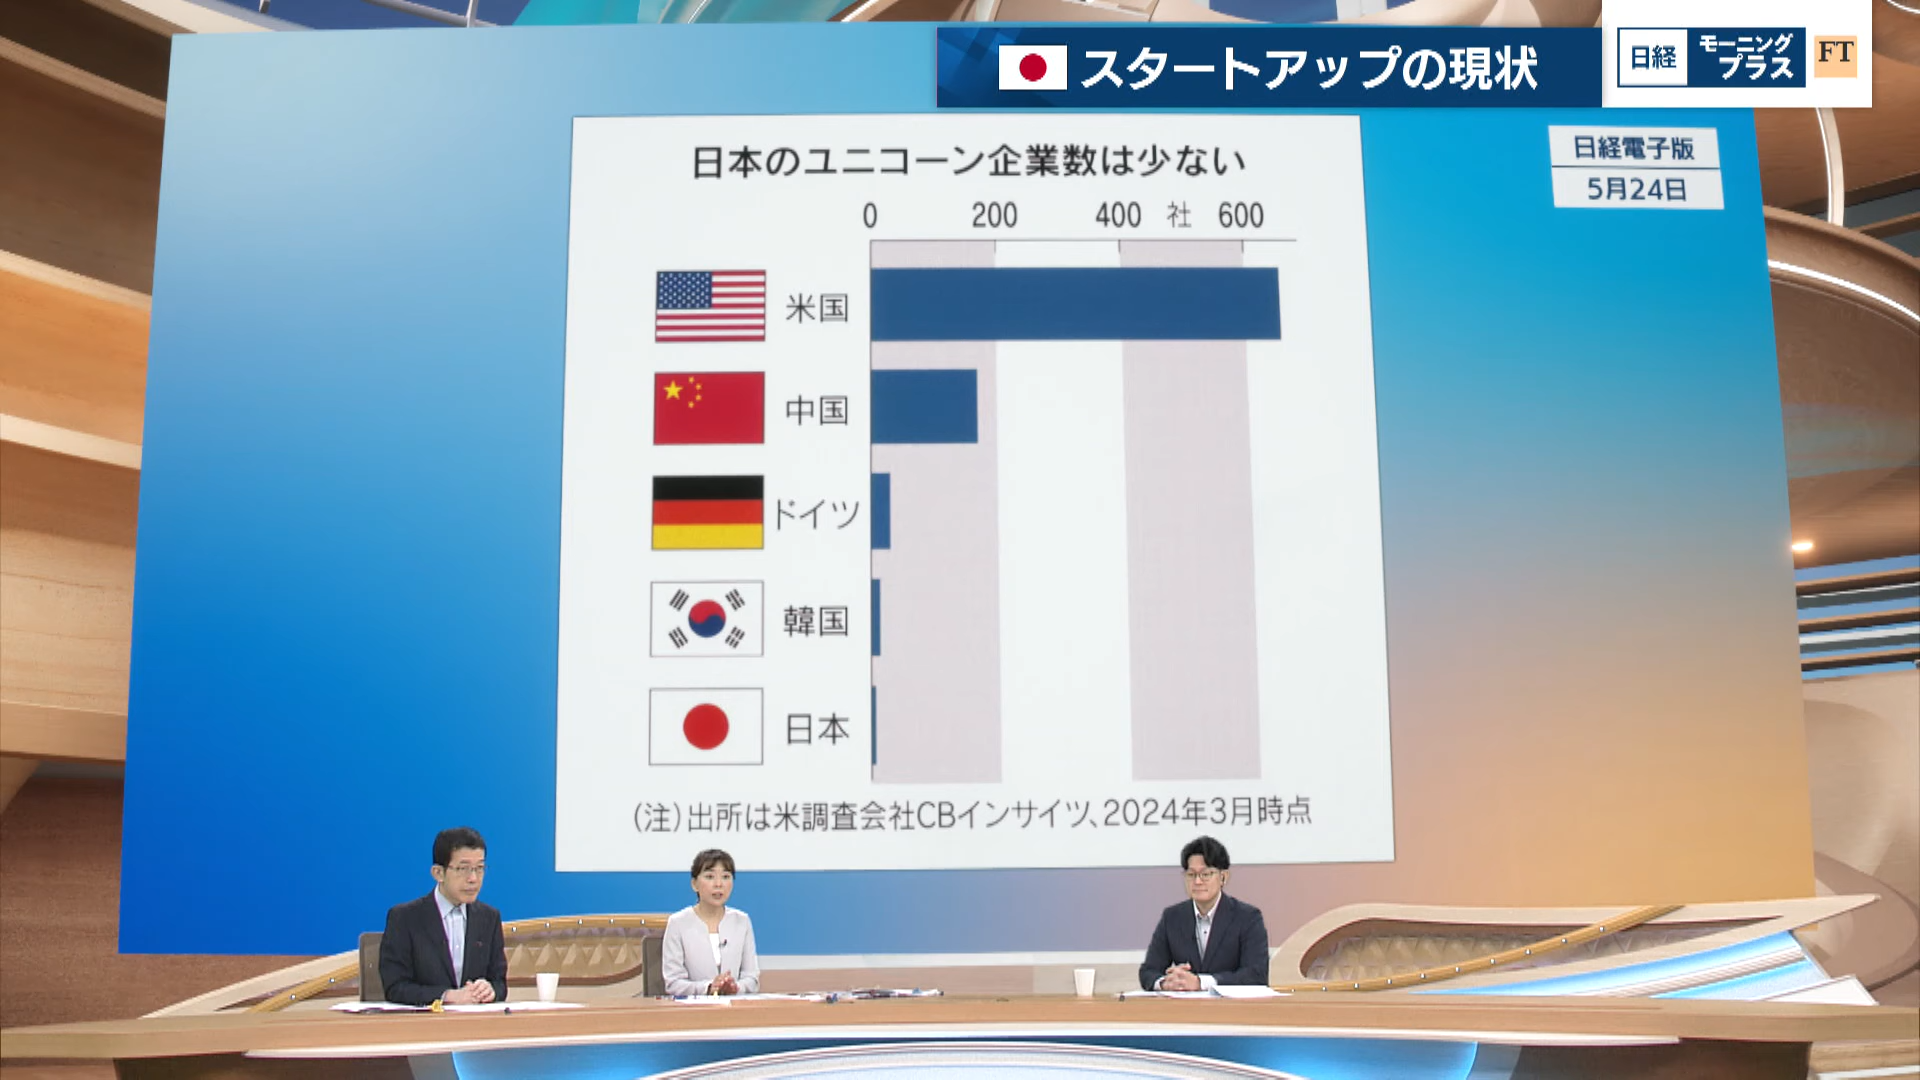 スタートアップの現状
日経
モーニング
プラス
FT
日経電子版
5月24日
日本のユニコーン企業数は少ない
0 200 400 社 600
米国
中国
ドイツ
韓国
日本
(注)出所は米調査会社CBインサイツ、2024年3月時点